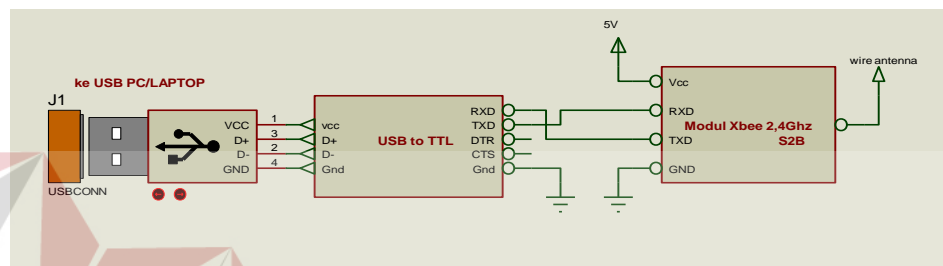 ke USB PC/LAPTOP
J1
USBCONN
VCC
D+
D-
GND
1
3
2
4
vcc
D+
D-
Gnd
USB to TTL
RXD
TXD
DTR
CTS
Gnd
5V
Vcc
RXD
TXD
GND
Modul Xbee 2,4Ghz
S2B
wire antenna